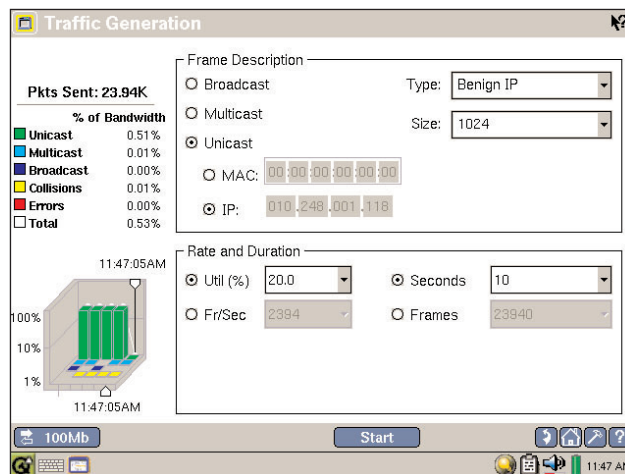 Traffic Generation
Pkts Sent: 23.94K
% of Bandwidth
Unicast 0.51%
Multicast 0.01%
Broadcast 0.00%
Collisions 0.01%
Errors 0.00%
Total 0.53%
11:47:05AM
100%
10%
1%
11:47:05AM
Frame Description
Broadcast
Multicast
Unicast
MAC: 00:00:00:00:00:00
IP: 010.248.001.118
Type: Benign IP
Size: 1024
Rate and Duration
Util (%) 20.0
Seconds 10
Fr/Sec 2394
Frames 23940
100Mb
Start
?
11:47 AM